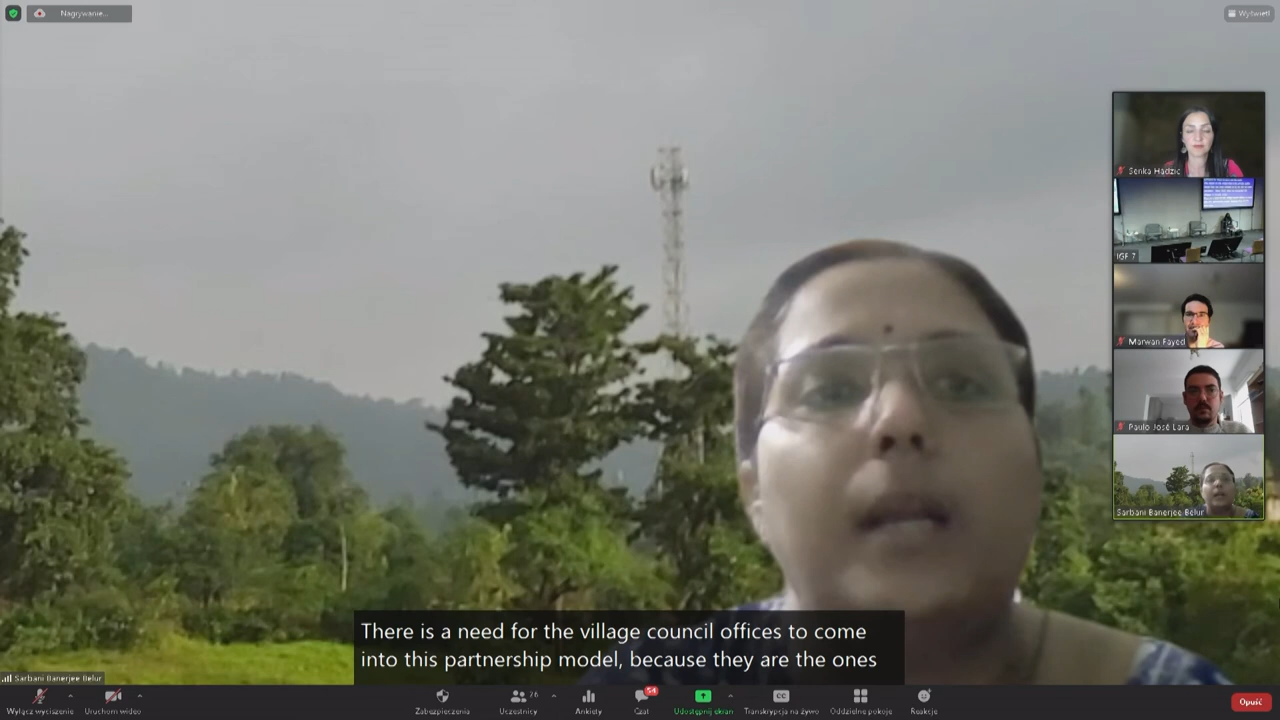 Nagrywanie...
Wyświetl
Senka Hadzic
IGF 7
Marwan Fayed
Paulo José Lara
Sarbani Banerjee Belur
There is a need for the village council offices to come
into this partnership model, because they are the ones
Sarbani Banerjee Belur
Wyłącz wyciszenie
Uruchom wideo
Zabezpieczenia
76
Uczestnicy
Ankiety
54
Czat
Udostępnij ekran
CC
Transkrypcja na żywo
Oddzielne pokoje
Reakcje
Opuść